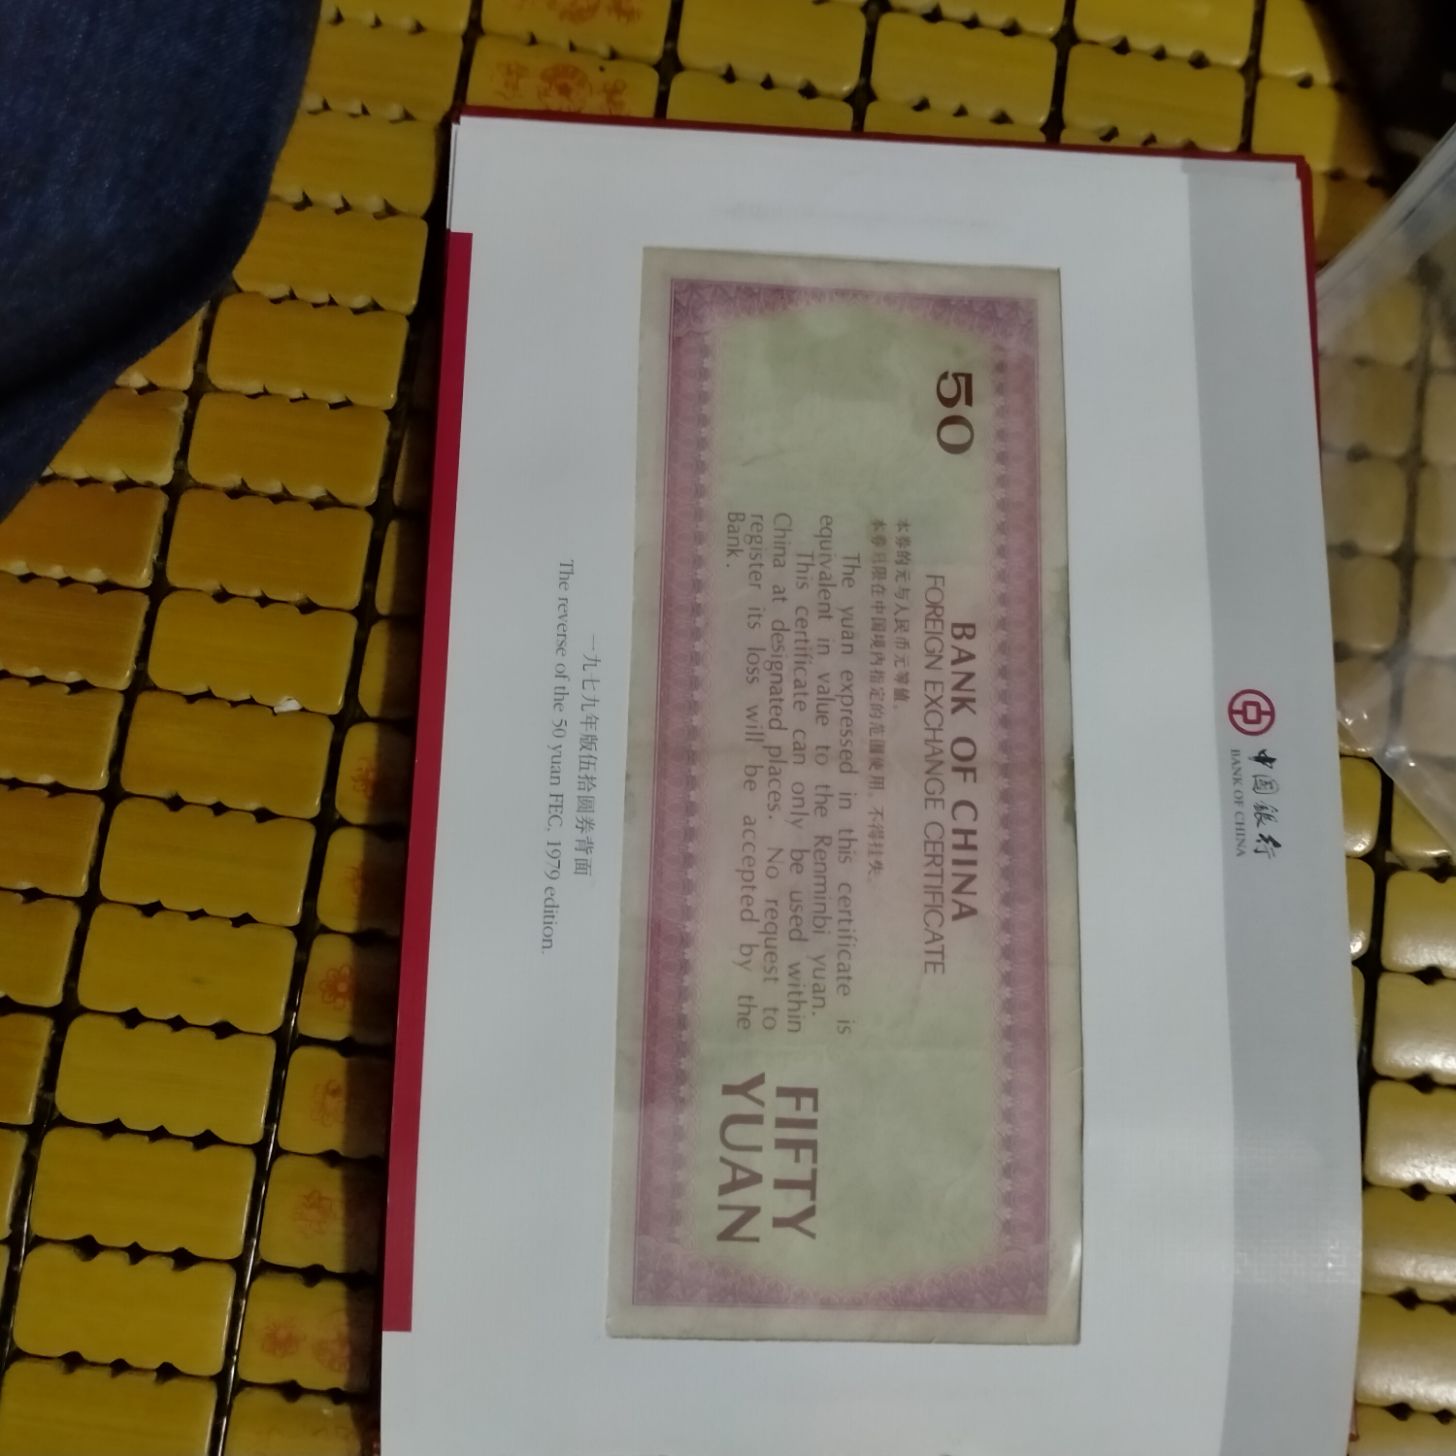 中国银行
BANK OF CHINA
50
BANK OF CHINA
FOREIGN EXCHANGE CERTIFICATE
本券的元与人民币元等值。
本券只限在中国境内指定的范围使用,不得挂失。
The yuan expressed in this certificate is
equivalent in value to the Renminbi yuan.
This certificate can only be used within
China at designated places. No request to
register its loss will be accepted by the
Bank.
FIFTY
YUAN
一九七九年版伍拾圆券背面
The reverse of the 50 yuan FEC, 1979 edition.